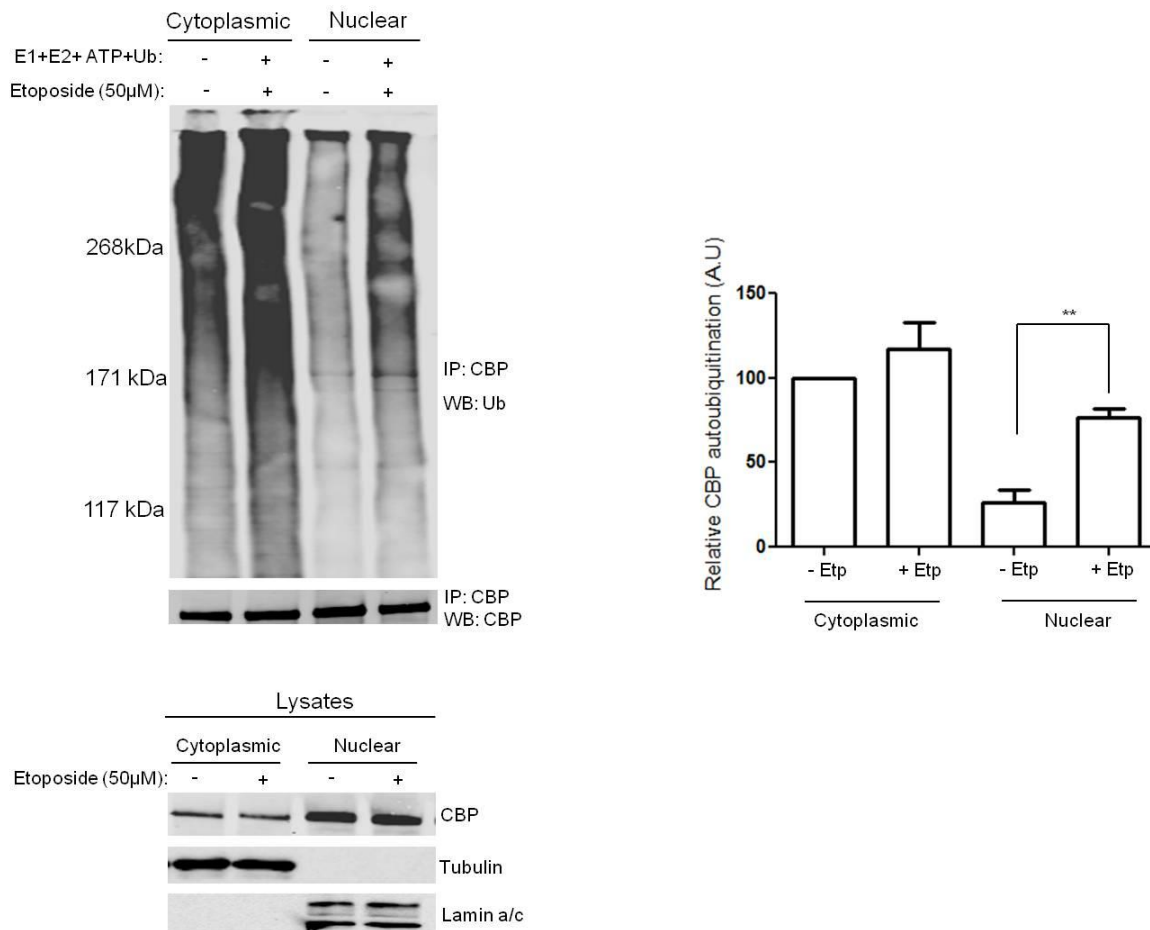 Cytoplasmic Nuclear
E1+E2+ ATP+Ub: - + - +
Etoposide (50µM): - + - +
268kDa
171 kDa
117 kDa
IP: CBP
WB: Ub
IP: CBP
WB: CBP
Relative CBP autoubiquitination (A.U)
150
100
50
0
**
- Etp + Etp - Etp + Etp
Cytoplasmic Nuclear
Lysates
Cytoplasmic Nuclear
Etoposide (50µM): - + - +
CBP
Tubulin
Lamin a/c